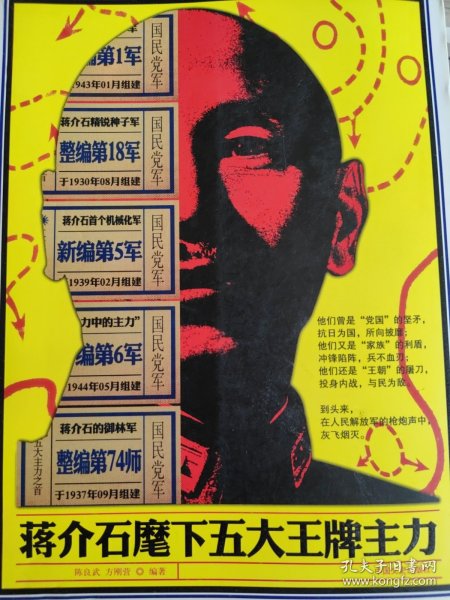 编第1军
1943年01月组建
国民党军
蒋介石精锐种子军
整编第18军
于1930年08月组建
国民党军
蒋介石首个机械化军
新编第5军
1939年02月组建
国民党军
力中的主力”
编第6军
1944年05月组建
国民党军
蒋介石的御林军
整编第74师
于1937年09月组建
国民党军
五大主力之首
他们曾是“党国”的坚矛，
抗日为国，所向披靡；
他们又是“家族”的利盾，
冲锋陷阵，兵不血刃；
他们还是“王朝”的屠刀，
投身内战，与民为敌。
到头来，
在人民解放军的枪炮声中，
灰飞烟灭。
蒋介石麾下五大王牌主力
陈良武 方刚营 编著
孔夫子旧书网